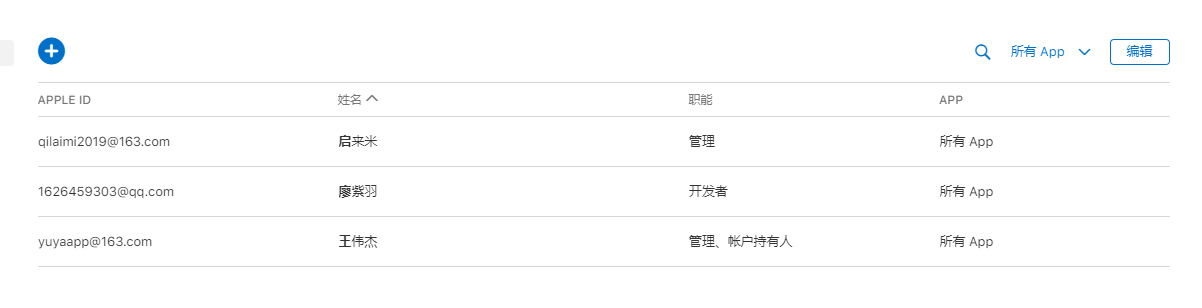 所有 App 编辑
APPLE ID 姓名 职能 APP
qilaimi2019@163.com 启来米 管理 所有 App
1626459303@qq.com 廖紫羽 开发者 所有 App
yuyaapp@163.com 王伟杰 管理、帐户持有人 所有 App